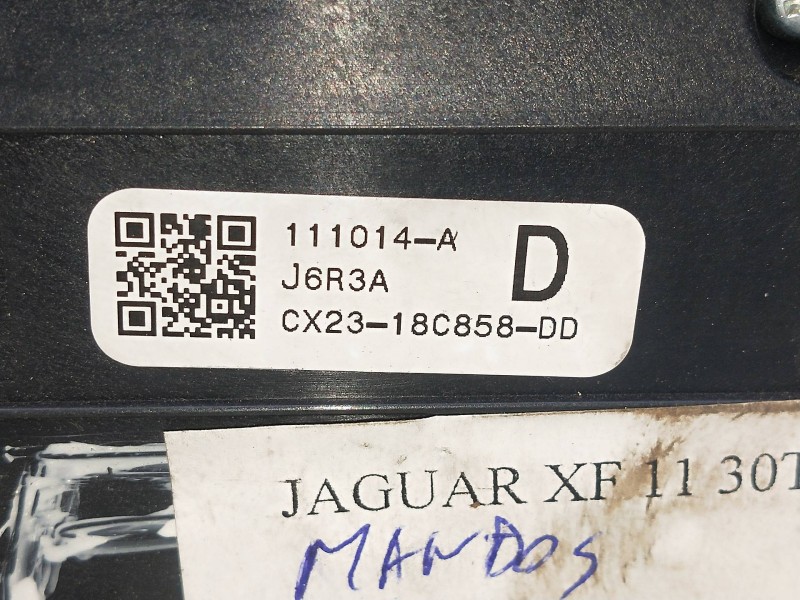 111014-A D
J6R3A
CX23-18C858-DD
JAGUAR XF 11 30T
MANDOS